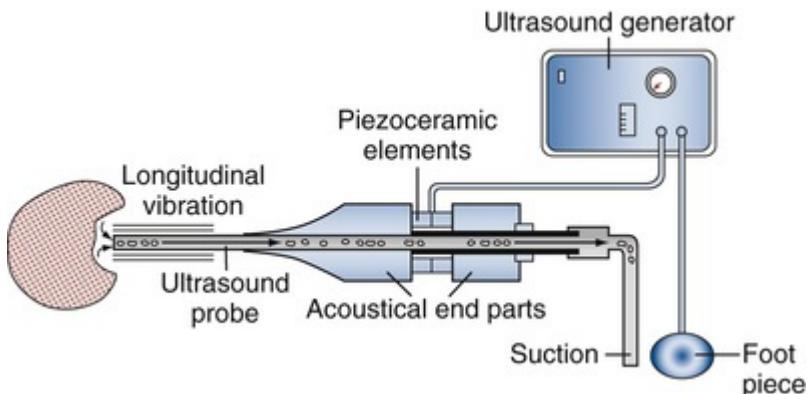 Ultrasound generator
Piezoceramic
elements
Longitudinal
vibration
Ultrasound
probe
Acoustical end parts
Suction
Foot
piece